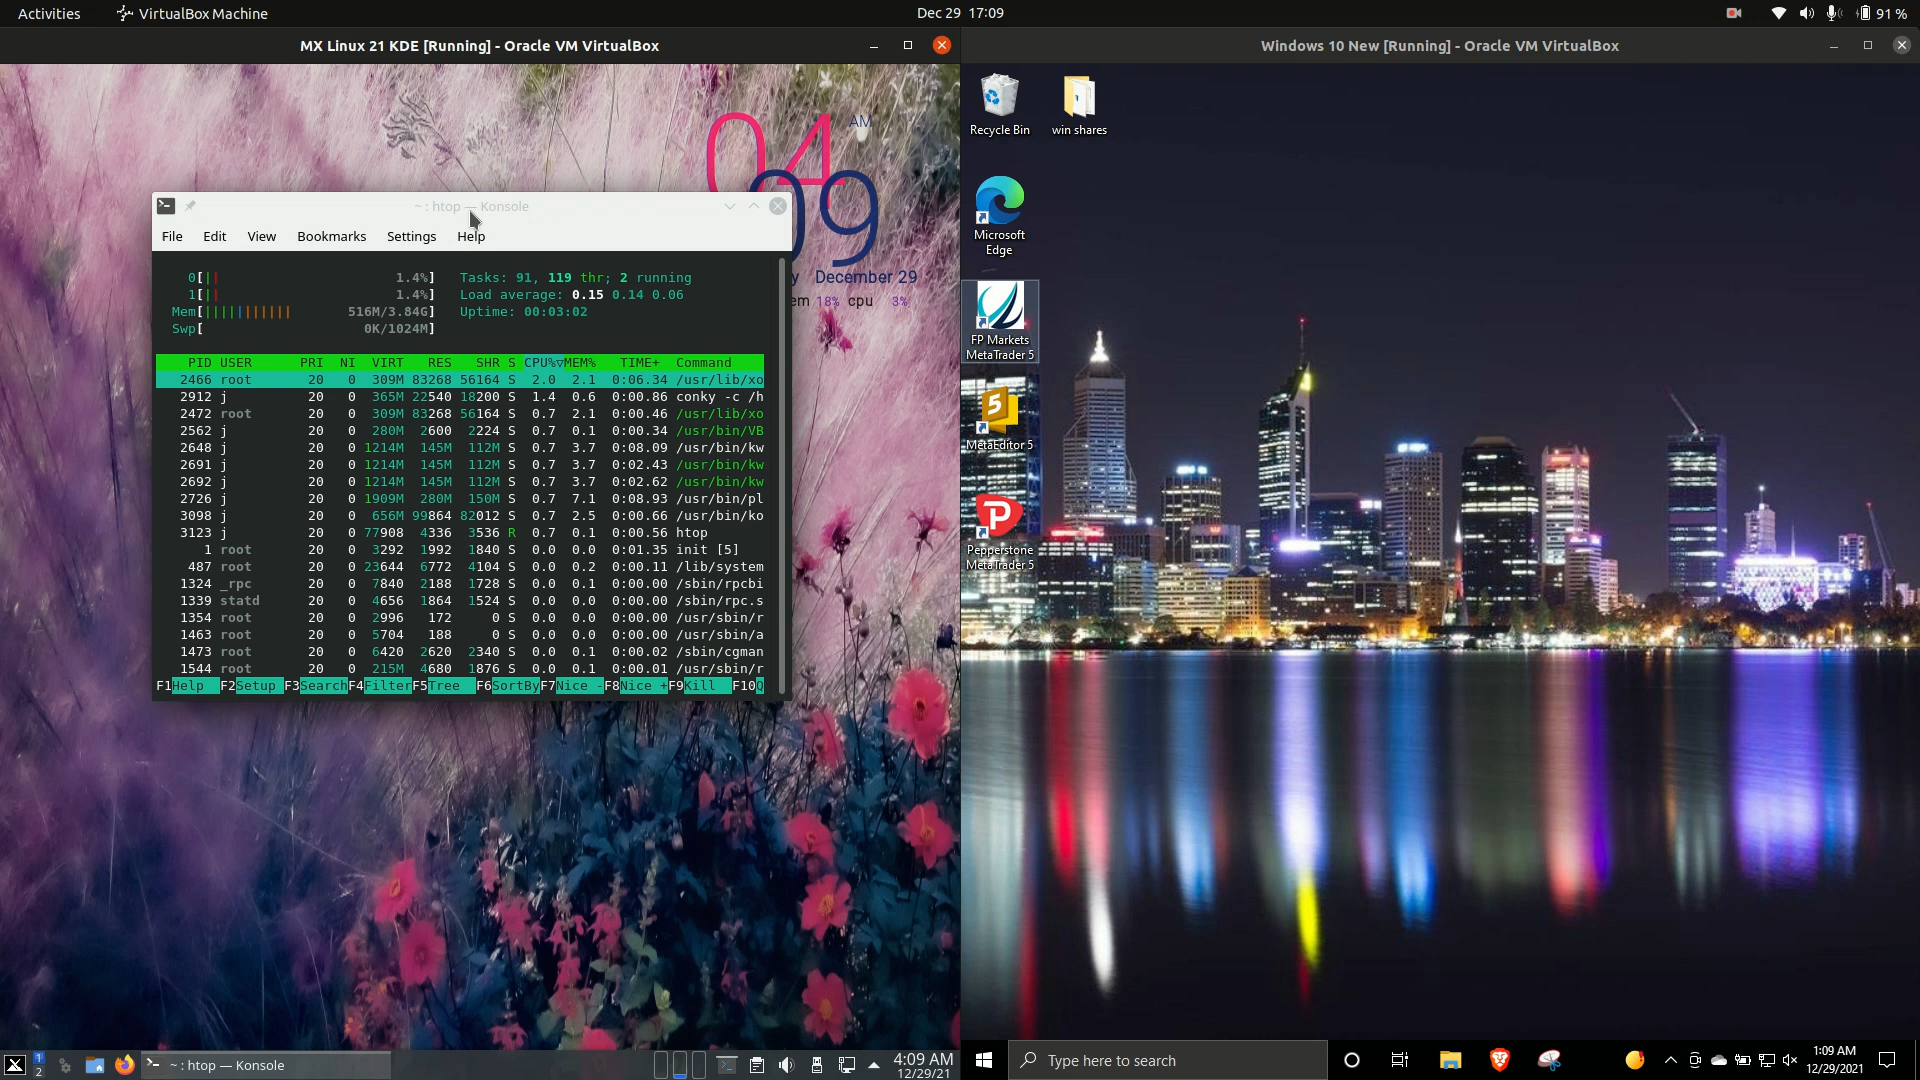 Activities
VirtualBox Machine
Dec 29 17:09
91 %
MX Linux 21 KDE [Running] - Oracle VM VirtualBox
04
AM
09
December 29
18% cpu 3%
~ : htop — Konsole
File Edit View Bookmarks Settings Help
0[|| 1.4%] Tasks: 91, 119 thr; 2 running
1[|| 1.4%] Load average: 0.15 0.14 0.06
Mem[||||||||||| 516M/3.84G] Uptime: 00:03:02
Swp[ 0K/1024M]
PID USER PRI NI VIRT RES SHR S CPU%▽MEM% TIME+ Command
2466 root 20 0 309M 83268 56164 S 2.0 2.1 0:06.34 /usr/lib/xo
2912 j 20 0 365M 22540 18200 S 1.4 0.6 0:00.86 conky -c /h
2472 root 20 0 309M 83268 56164 S 0.7 2.1 0:00.46 /usr/lib/xo
2562 j 20 0 280M 2600 2224 S 0.7 0.1 0:00.34 /usr/bin/VB
2648 j 20 0 1214M 145M 112M S 0.7 3.7 0:08.09 /usr/bin/kw
2691 j 20 0 1214M 145M 112M S 0.7 3.7 0:02.43 /usr/bin/kw
2692 j 20 0 1214M 145M 112M S 0.7 3.7 0:02.62 /usr/bin/kw
2726 j 20 0 1909M 280M 150M S 0.7 7.1 0:08.93 /usr/bin/pl
3098 j 20 0 656M 99864 82012 S 0.7 2.5 0:00.66 /usr/bin/ko
3123 j 20 0 77908 4336 3536 R 0.7 0.1 0:00.56 htop
1 root 20 0 3292 1992 1840 S 0.0 0.0 0:01.35 init [5]
487 root 20 0 23644 6772 4104 S 0.0 0.2 0:00.11 /lib/system
1324 _rpc 20 0 7840 2188 1728 S 0.0 0.1 0:00.00 /sbin/rpcbi
1339 statd 20 0 4656 1864 1524 S 0.0 0.0 0:00.00 /sbin/rpc.s
1354 root 20 0 2996 172 0 S 0.0 0.0 0:00.00 /usr/sbin/r
1463 root 20 0 5704 188 0 S 0.0 0.0 0:00.00 /usr/sbin/a
1473 root 20 0 6420 2620 2340 S 0.0 0.1 0:00.02 /sbin/cgman
1544 root 20 0 215M 4680 1876 S 0.0 0.1 0:00.01 /usr/sbin/r
F1Help F2Setup F3SearchF4FilterF5Tree F6SortByF7Nice -F8Nice +F9Kill F10Q
1
2
~ : htop — Konsole
4:09 AM
12/29/21
Windows 10 New [Running] - Oracle VM VirtualBox
Recycle Bin
win shares
Microsoft
Edge
FP Markets
MetaTrader 5
5
MetaEditor 5
Pepperstone
MetaTrader 5
Type here to search
1:09 AM
12/29/2021